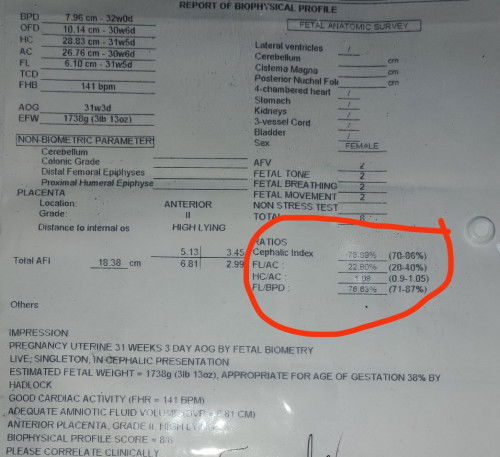 REPORT OF BIOPHYSICAL PROFILE
BPD 7.96 cm - 32w0d
OFD 10.14 cm - 30w6d
HC 28.83 cm - 31w5d
AC 26.76 cm - 30w6d
FL 6.10 cm - 31w5d
TCD
FHB 141 bpm
AOG 31w3d
EFW 1738g (3lb 13oz)
NON-BIOMETRIC PARAMETER
Cerebellum
Colonic Grade
Distal Femoral Epiphyses
Proximal Humeral Epiphyse
PLACENTA
Location: ANTERIOR
Grade: II
Distance to internal os HIGH LYING
5.13 3.45
Total AFI 18.38 cm 6.81 2.99
Others
FETAL ANATOMIC SURVEY
Lateral ventricles /
Cerebellum cm
Cisterna Magna cm
Posterior Nuchal Fol cm
4-chambered heart /
Stomach /
Kidneys /
3-vessel Cord /
Bladder /
Sex FEMALE
AFV 2
FETAL TONE 2
FETAL BREATHING 2
FETAL MOVEMENT 2
NON STRESS TEST
TOTAL 8
RATIOS
Cephalic Index (70-86%)
FL/AC : 22.80% (20-40%)
HC/AC : 1.08 (0.9-1.05)
FL/BPD : 76.63% (71-87%)
IMPRESSION
PREGNANCY UTERINE 31 WEEKS 3 DAY AOG BY FETAL BIOMETRY
LIVE, SINGLETON, IN CEPHALIC PRESENTATION
ESTIMATED FETAL WEIGHT = 1738g (3lb 13oz), APPROPRIATE FOR AGE OF GESTATION 38% BY
HADLOCK
GOOD CARDIAC ACTIVITY (FHR = 141 BPM)
ADEQUATE AMNIOTIC FLUID VOLUME 6.81 CM)
ANTERIOR PLACENTA, GRADE II, HIGH LYING
BIOPHYSICAL PROFILE SCORE = 8/8
PLEASE CORRELATE CLINICALLY